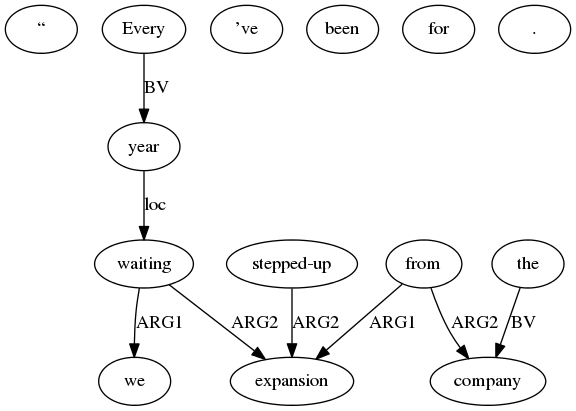 “ Every ’ve been for .
BV
year
loc
waiting stepped-up from the
ARG1 ARG2 ARG2 ARG1 ARG2 BV
we expansion company